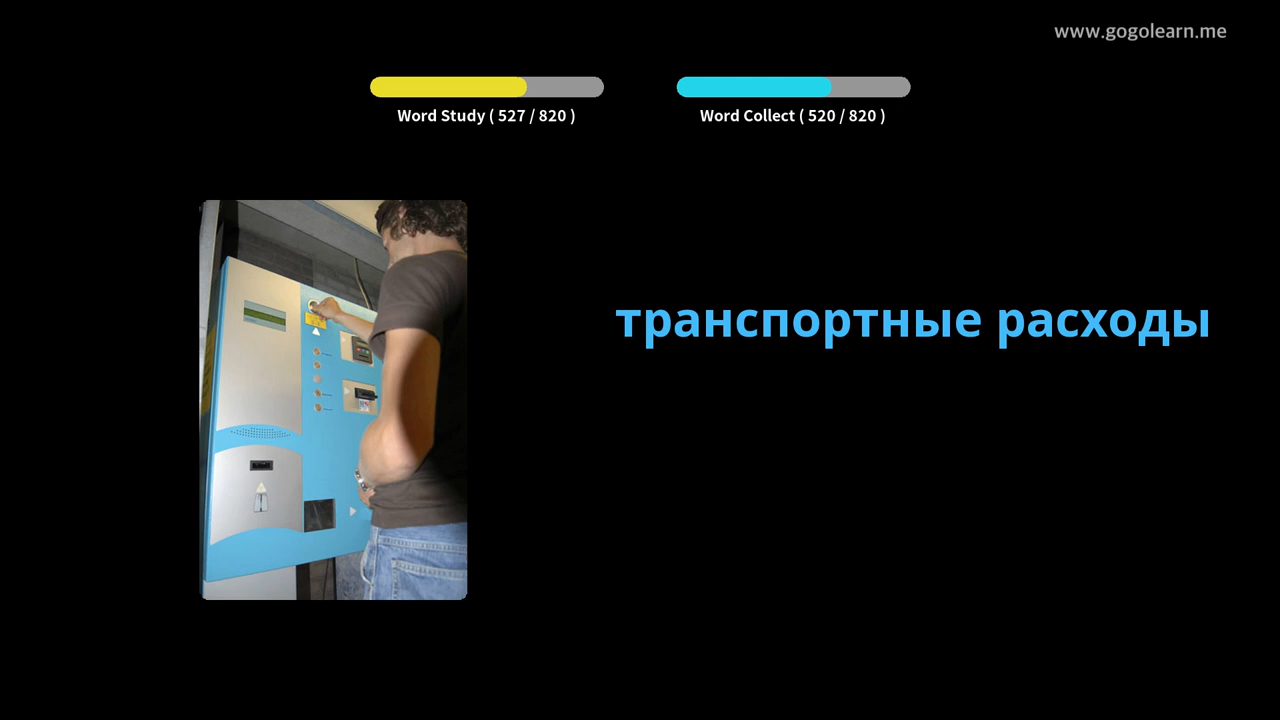 www.gogolearn.me
Word Study ( 527 / 820 )
Word Collect ( 520 / 820 )
транспортные расходы